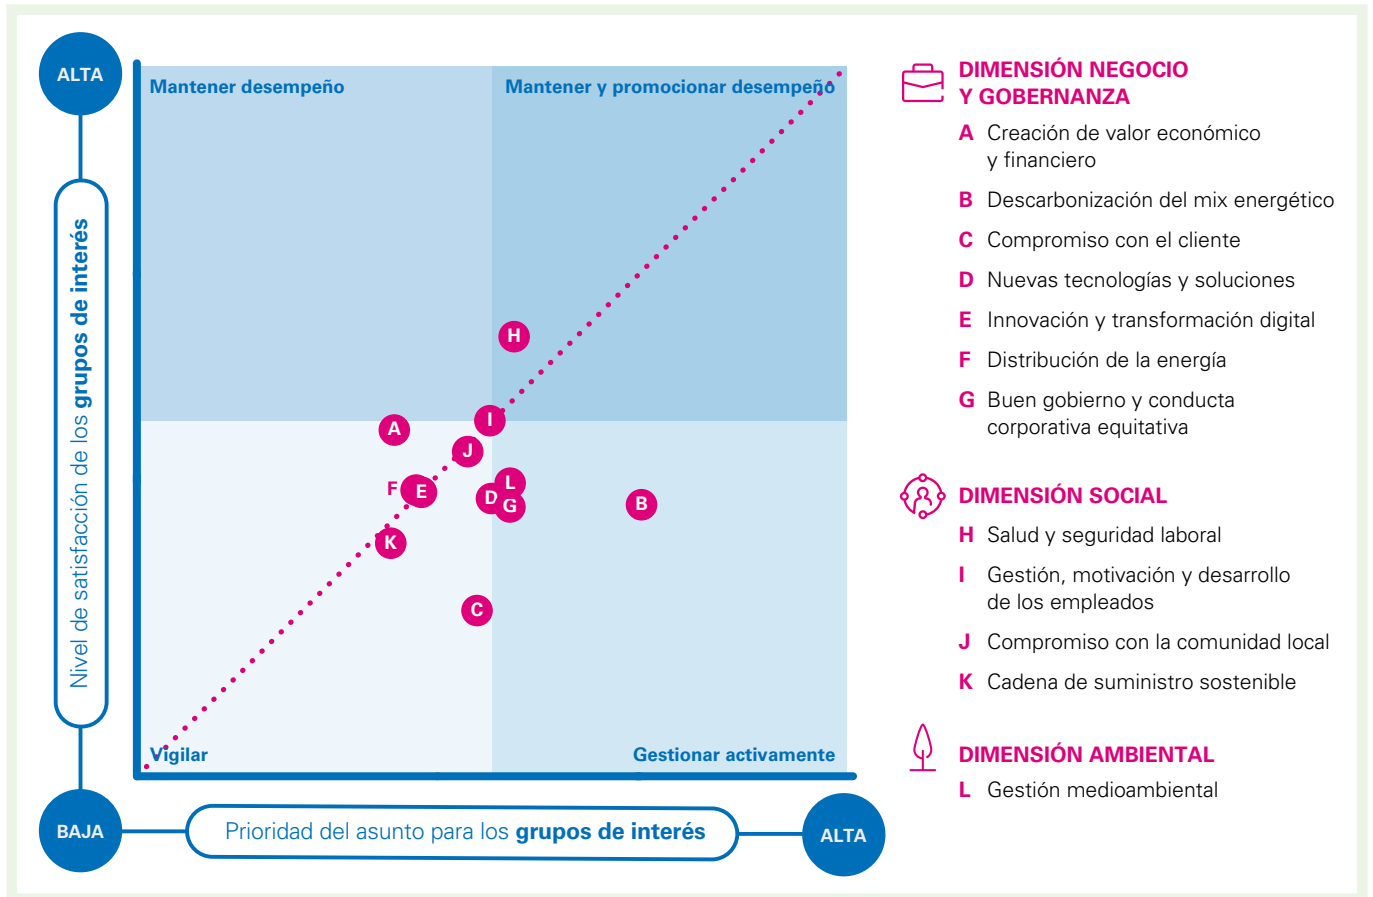 ALTA
Nivel de satisfacción de los grupos de interés
BAJA
Prioridad del asunto para los grupos de interés
ALTA
Mantener desempeño
Mantener y promocionar desempeño
Vigilar
Gestionar activamente
H
I
A
J
F
E
L
D
G
B
K
C
DIMENSIÓN NEGOCIO
Y GOBERNANZA
A Creación de valor económico
y financiero
B Descarbonización del mix energético
C Compromiso con el cliente
D Nuevas tecnologías y soluciones
E Innovación y transformación digital
F Distribución de la energía
G Buen gobierno y conducta
corporativa equitativa
DIMENSIÓN SOCIAL
H Salud y seguridad laboral
I Gestión, motivación y desarrollo
de los empleados
J Compromiso con la comunidad local
K Cadena de suministro sostenible
DIMENSIÓN AMBIENTAL
L Gestión medioambiental